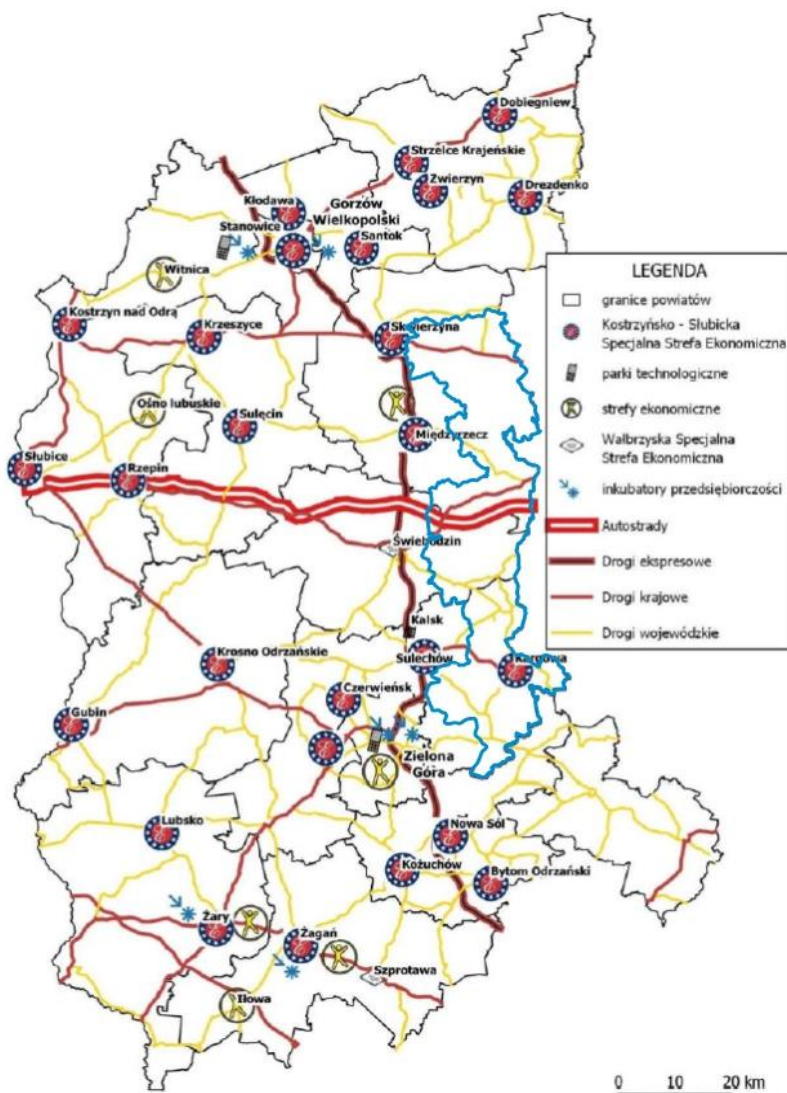 Dobiegniew
Strzelce Krajeńskie
Zwierzyn
Drezdenko
Kłodawa
Gorzów
Wielkopolski
Stanowice
Santok
Witnica
Kostrzyn nad Odrą
Krzeszyce
Skwierzyna
Ośno lubuskie
Sulęcin
Międzyrzecz
Słubice
Rzepin
Świebodzin
Kalsk
Sulechów
Kargowa
Krosno Odrzańskie
Czerwieńsk
Gubin
Zielona
Góra
Lubsko
Nowa Sól
Kożuchów
Bytom Odrzański
Żary
Żagań
Szprotawa
Iłowa
LEGENDA
granice powiatów
Kostrzyńsko - Słubicka
Specjalna Strefa Ekonomiczna
parki technologiczne
strefy ekonomiczne
Wałbrzyska Specjalna
Strefa Ekonomiczna
inkubatory przedsiębiorczości
Autostrady
Drogi ekspresowe
Drogi krajowe
Drogi wojewódzkie
0 10 20 km